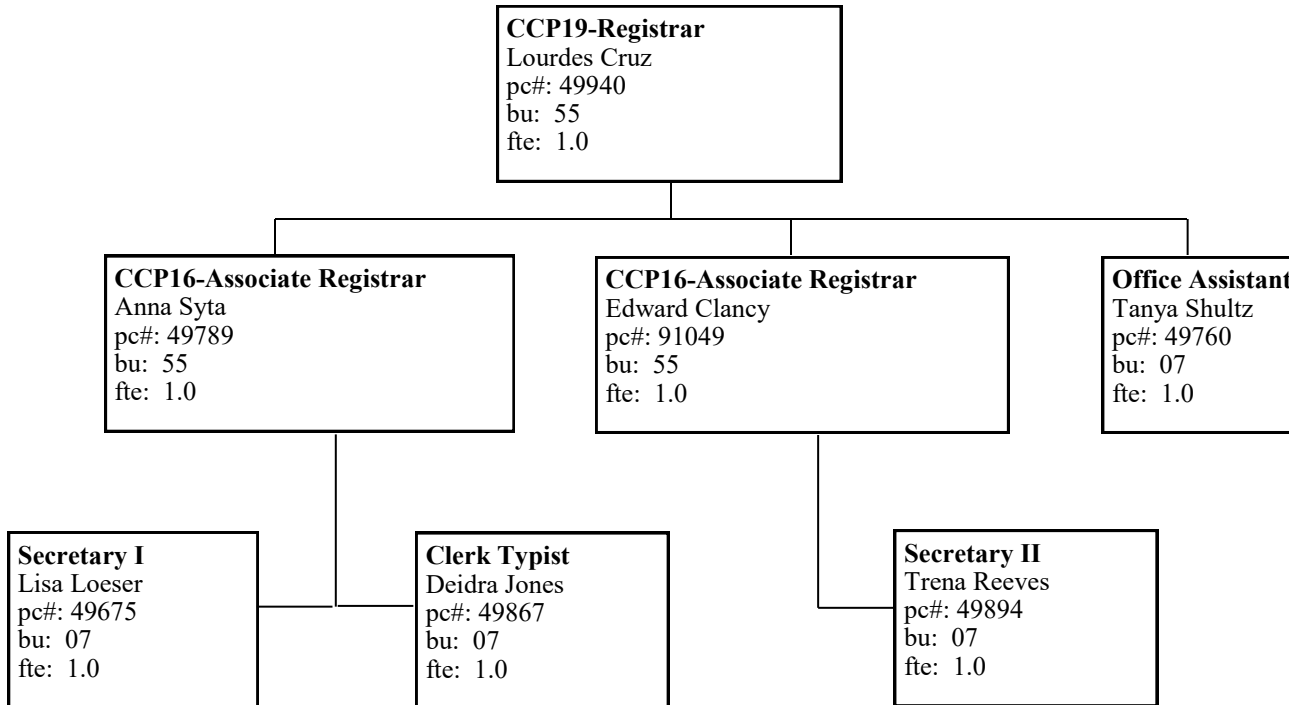 CCP19-Registrar
Lourdes Cruz
pc#: 49940
bu: 55
fte: 1.0
CCP16-Associate Registrar
Anna Syta
pc#: 49789
bu: 55
fte: 1.0
CCP16-Associate Registrar
Edward Clancy
pc#: 91049
bu: 55
fte: 1.0
Office Assistant
Tanya Shultz
pc#: 49760
bu: 07
fte: 1.0
Secretary I
Lisa Loeser
pc#: 49675
bu: 07
fte: 1.0
Clerk Typist
Deidra Jones
pc#: 49867
bu: 07
fte: 1.0
Secretary II
Trena Reeves
pc#: 49894
bu: 07
fte: 1.0